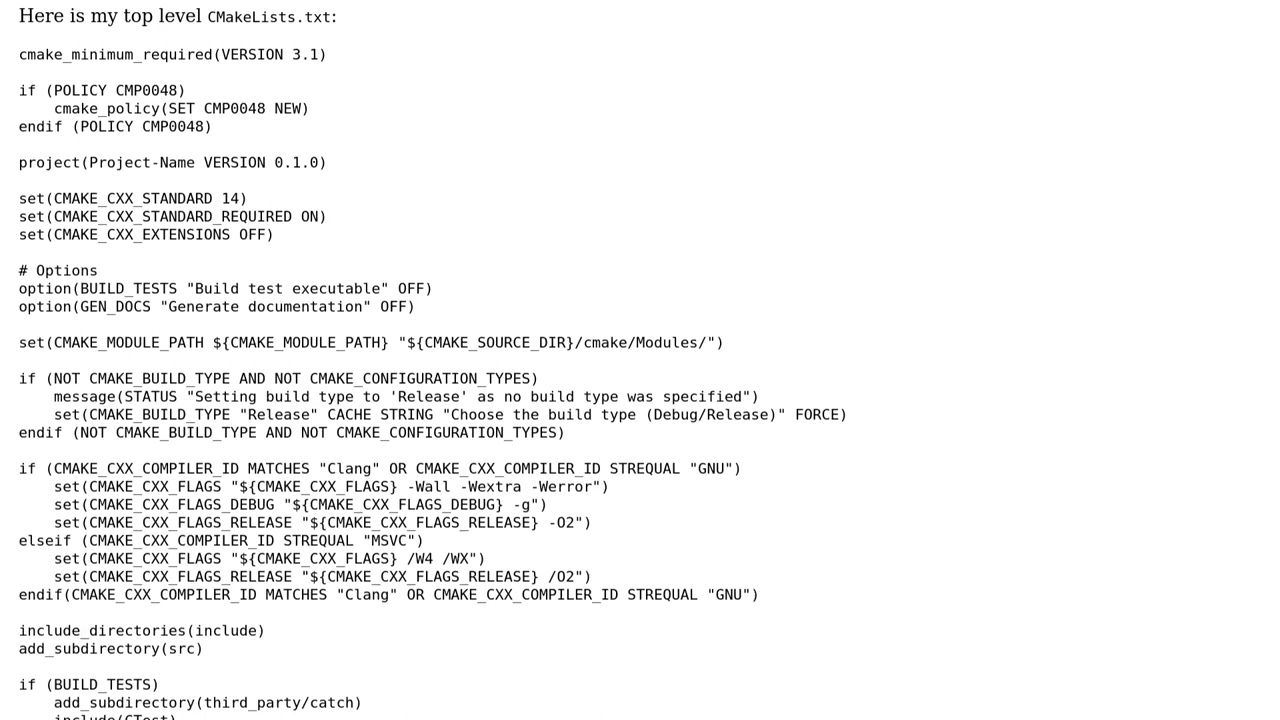 Here is my top level CMakeLists.txt:
cmake_minimum_required(VERSION 3.1)
if (POLICY CMP0048)
    cmake_policy(SET CMP0048 NEW)
endif (POLICY CMP0048)
project(Project-Name VERSION 0.1.0)
set(CMAKE_CXX_STANDARD 14)
set(CMAKE_CXX_STANDARD_REQUIRED ON)
set(CMAKE_CXX_EXTENSIONS OFF)
# Options
option(BUILD_TESTS "Build test executable" OFF)
option(GEN_DOCS "Generate documentation" OFF)
set(CMAKE_MODULE_PATH ${CMAKE_MODULE_PATH} "${CMAKE_SOURCE_DIR}/cmake/Modules/")
if (NOT CMAKE_BUILD_TYPE AND NOT CMAKE_CONFIGURATION_TYPES)
    message(STATUS "Setting build type to 'Release' as no build type was specified")
    set(CMAKE_BUILD_TYPE "Release" CACHE STRING "Choose the build type (Debug/Release)" FORCE)
endif (NOT CMAKE_BUILD_TYPE AND NOT CMAKE_CONFIGURATION_TYPES)
if (CMAKE_CXX_COMPILER_ID MATCHES "Clang" OR CMAKE_CXX_COMPILER_ID STREQUAL "GNU")
    set(CMAKE_CXX_FLAGS "${CMAKE_CXX_FLAGS} -Wall -Wextra -Werror")
    set(CMAKE_CXX_FLAGS_DEBUG "${CMAKE_CXX_FLAGS_DEBUG} -g")
    set(CMAKE_CXX_FLAGS_RELEASE "${CMAKE_CXX_FLAGS_RELEASE} -O2")
elseif (CMAKE_CXX_COMPILER_ID STREQUAL "MSVC")
    set(CMAKE_CXX_FLAGS "${CMAKE_CXX_FLAGS} /W4 /WX")
    set(CMAKE_CXX_FLAGS_RELEASE "${CMAKE_CXX_FLAGS_RELEASE} /O2")
endif(CMAKE_CXX_COMPILER_ID MATCHES "Clang" OR CMAKE_CXX_COMPILER_ID STREQUAL "GNU")
include_directories(include)
add_subdirectory(src)
if (BUILD_TESTS)
    add_subdirectory(third_party/catch)
    include(CTest)